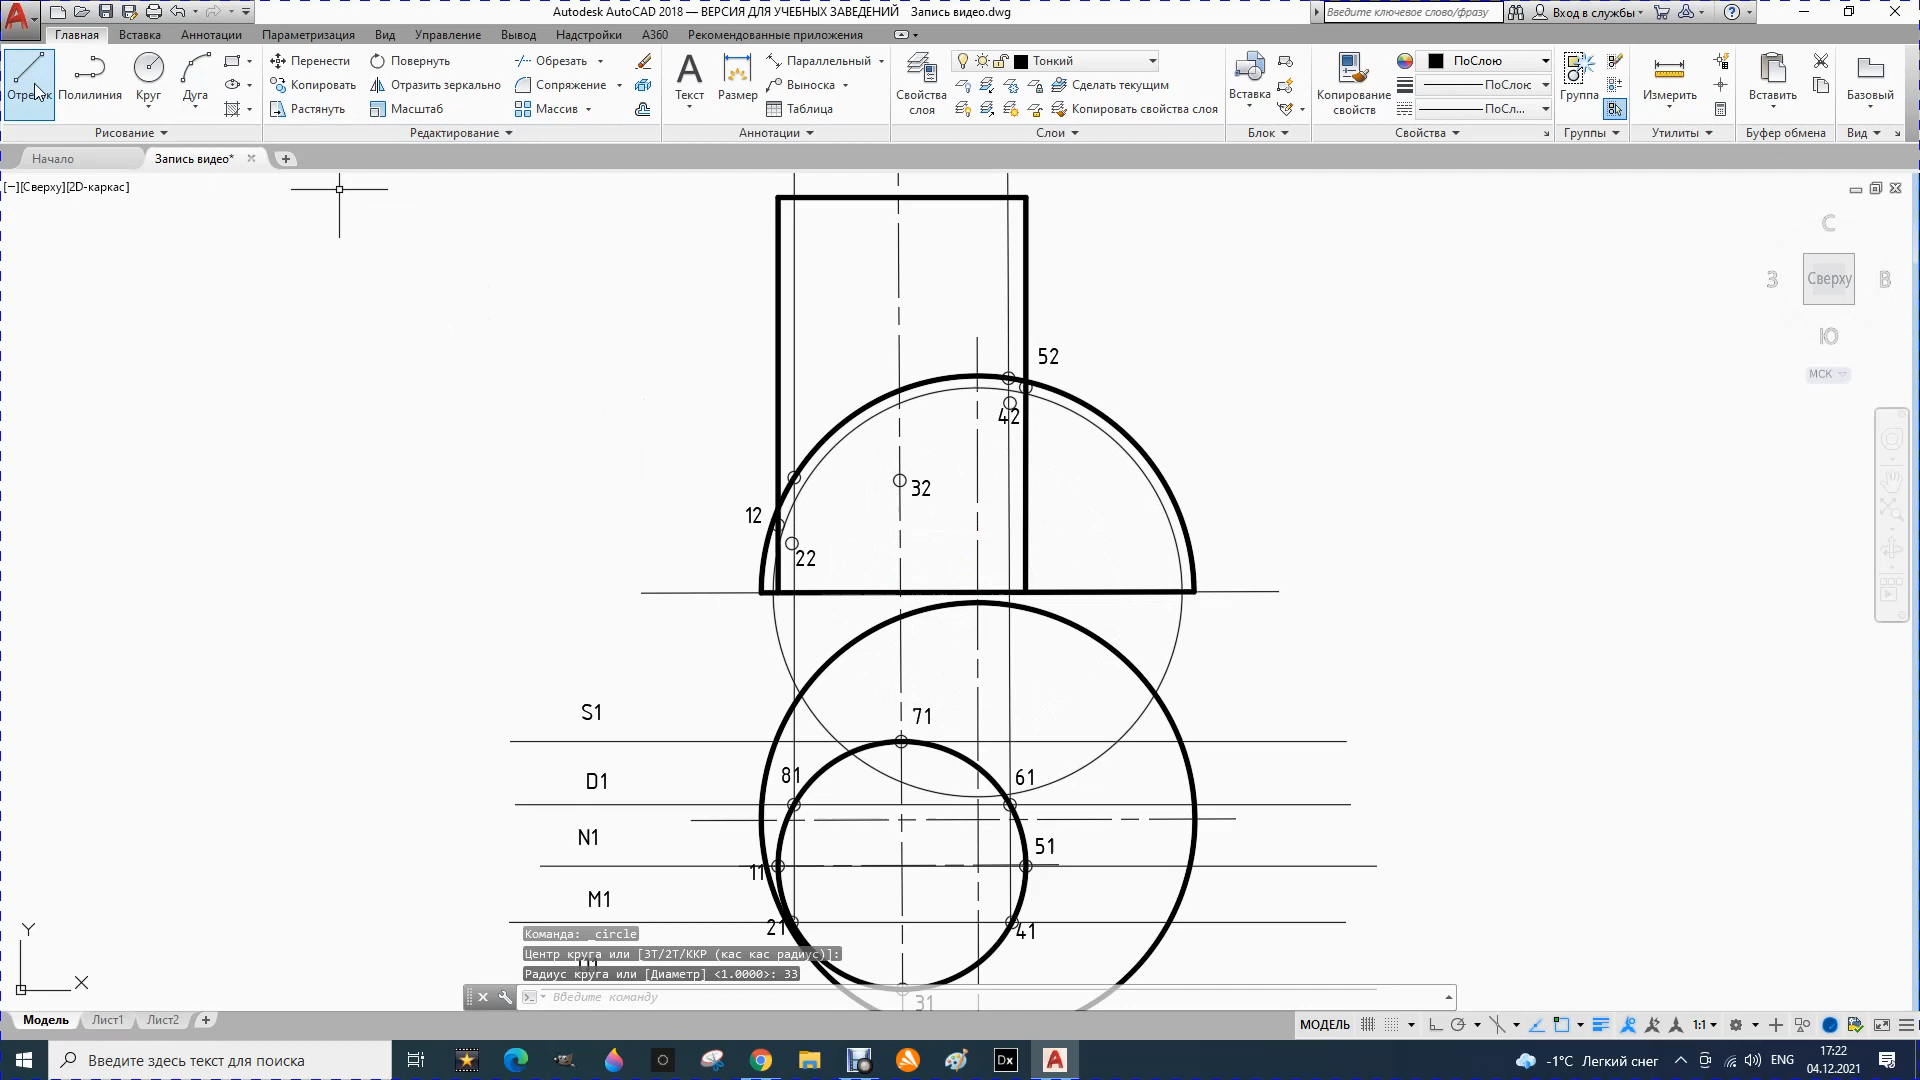 Autodesk AutoCAD 2018 — ВЕРСИЯ ДЛЯ УЧЕБНЫХ ЗАВЕДЕНИЙ Запись видео.dwg
Введите ключевое слово/фразу
Вход в службы
Главная Вставка Аннотации Параметризация Вид Управление Вывод Надстройки A360 Рекомендованные приложения
Отрезок Полилиния Круг Дуга
Перенести Повернуть Обрезать
Копировать Отразить зеркально Сопряжение
Растянуть Масштаб Массив
Текст Размер
Параллельный
Выноска
Таблица
Свойства слоя
Тонкий
Сделать текущим
Копировать свойства слоя
Вставка
Копирование свойств
ПоСлою
ПоСлою
ПоСл...
Группа Измерить Вставить Базовый
Рисование Редактирование Аннотации Слои Блок Свойства Группы Утилиты Буфер обмена Вид
Начало Запись видео*
[−][Сверху][2D-каркас]
С
З Сверху В
Ю
МСК
52
42
32
12
22
S1
71
D1
81 61
N1
51
11
M1
21 41
31
Команда: _circle
Центр круга или [3Т/2Т/ККР (кас кас радиус)]:
Радиус круга или [Диаметр] <1.0000>: 33
Введите команду
Y
X
Модель Лист1 Лист2
МОДЕЛЬ 1:1
Введите здесь текст для поиска
Dx
-1°C Легкий снег
ENG
17:22
04.12.2021